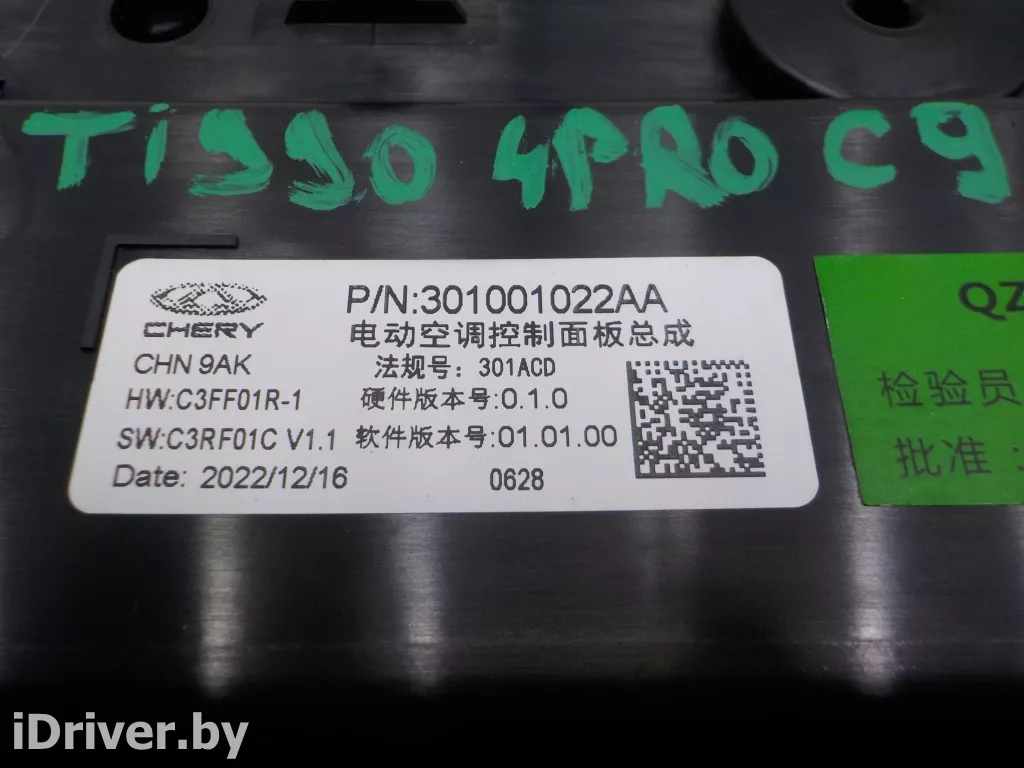 Tiggo 4PRO C9
CHERY
P/N:301001022AA
电动空调控制面板总成
CHN 9AK
法规号: 301ACD
HW:C3FF01R-1
硬件版本号:0.1.0
SW:C3RF01C V1.1
软件版本号:01.01.00
Date: 2022/12/16
0628
QZ
检验员
批准:
iDriver.by